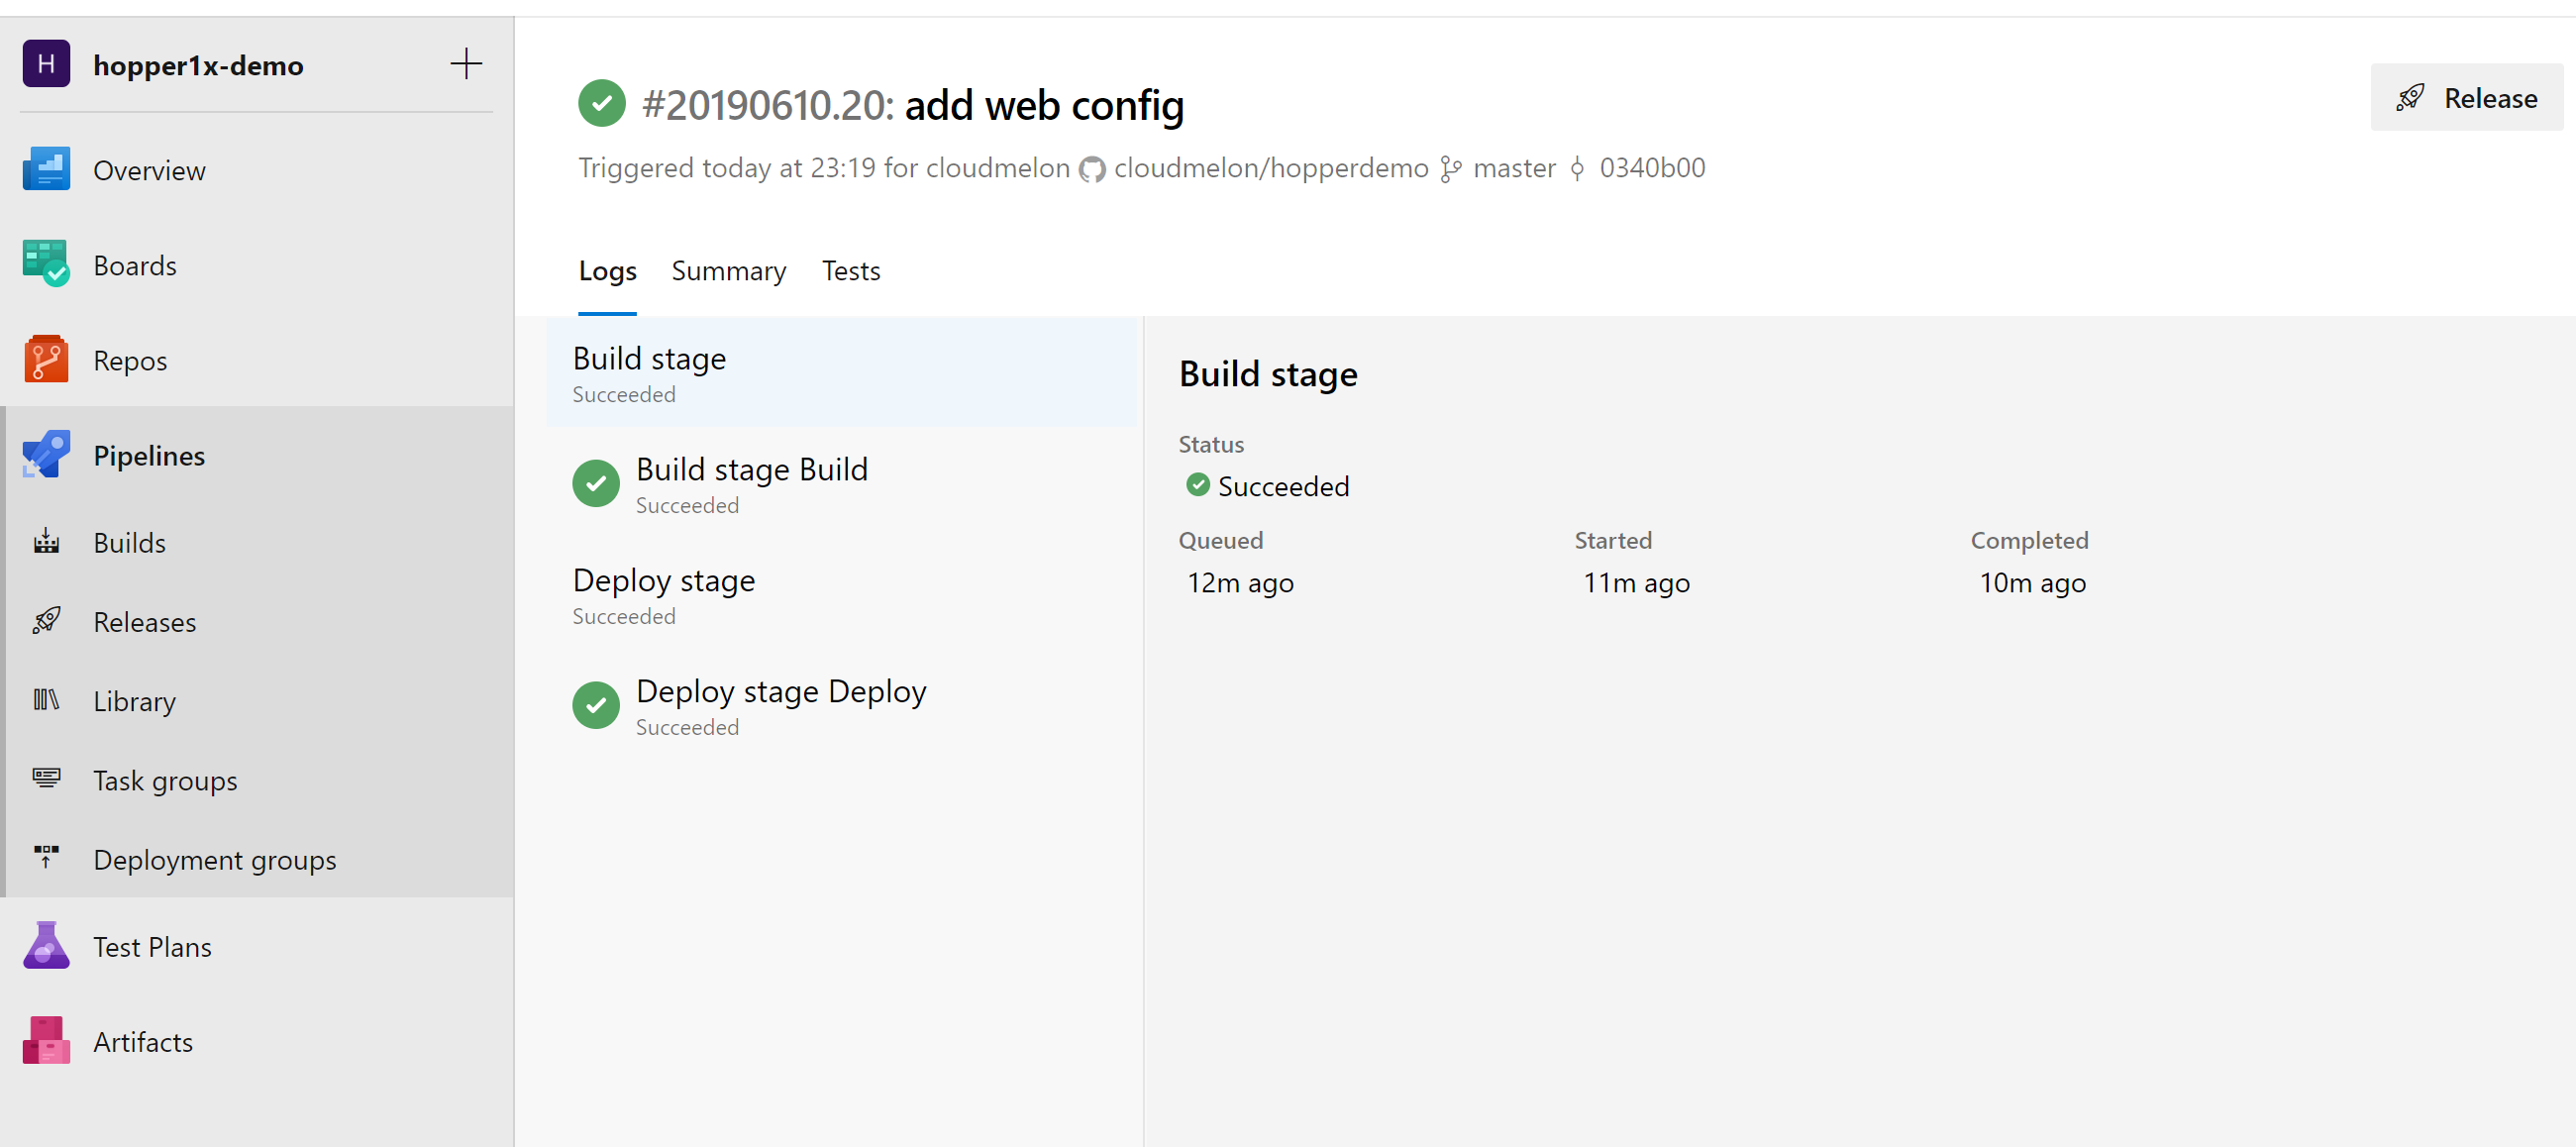 H hopper1x-demo
Overview
Boards
Repos
Pipelines
Builds
Releases
Library
Task groups
Deployment groups
Test Plans
Artifacts
#20190610.20: add web config
Release
Triggered today at 23:19 for cloudmelon cloudmelon/hopperdemo master 0340b00
Logs Summary Tests
Build stage
Succeeded
Build stage Build
Succeeded
Deploy stage
Succeeded
Deploy stage Deploy
Succeeded
Build stage
Status
Succeeded
Queued Started Completed
12m ago 11m ago 10m ago